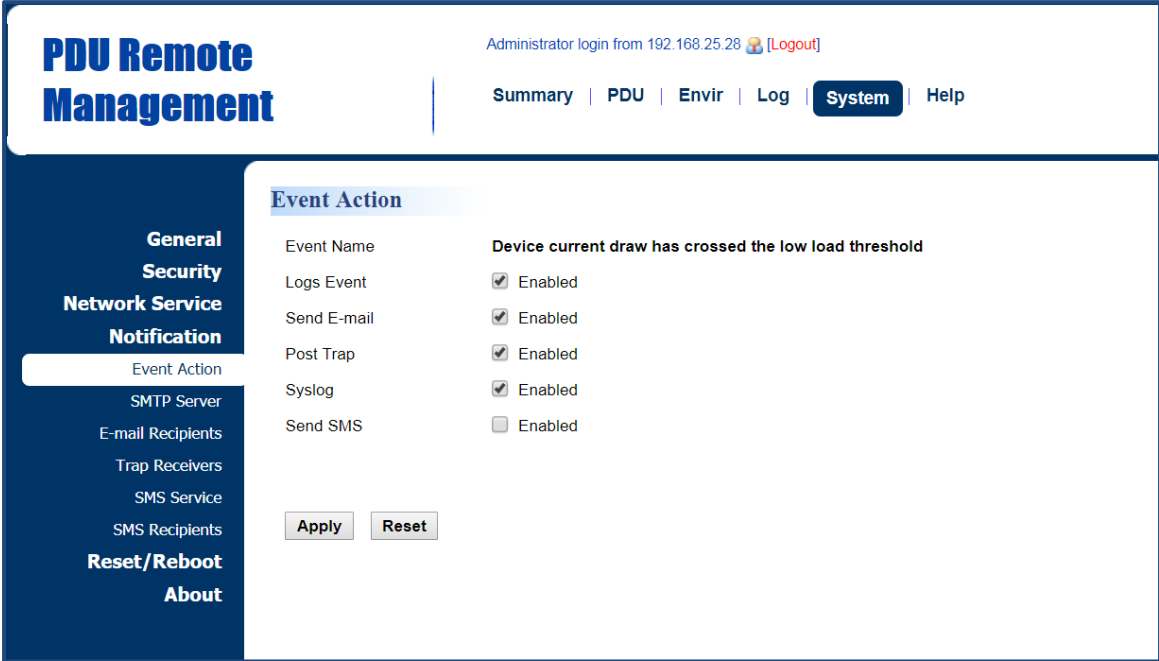 PDU Remote
Management
Administrator login from 192.168.25.28 [Logout]
Summary | PDU | Envir | Log | System | Help
General
Security
Network Service
Notification
Event Action
SMTP Server
E-mail Recipients
Trap Receivers
SMS Service
SMS Recipients
Reset/Reboot
About
Event Action
Event Name Device current draw has crossed the low load threshold
Logs Event Enabled
Send E-mail Enabled
Post Trap Enabled
Syslog Enabled
Send SMS Enabled
Apply Reset